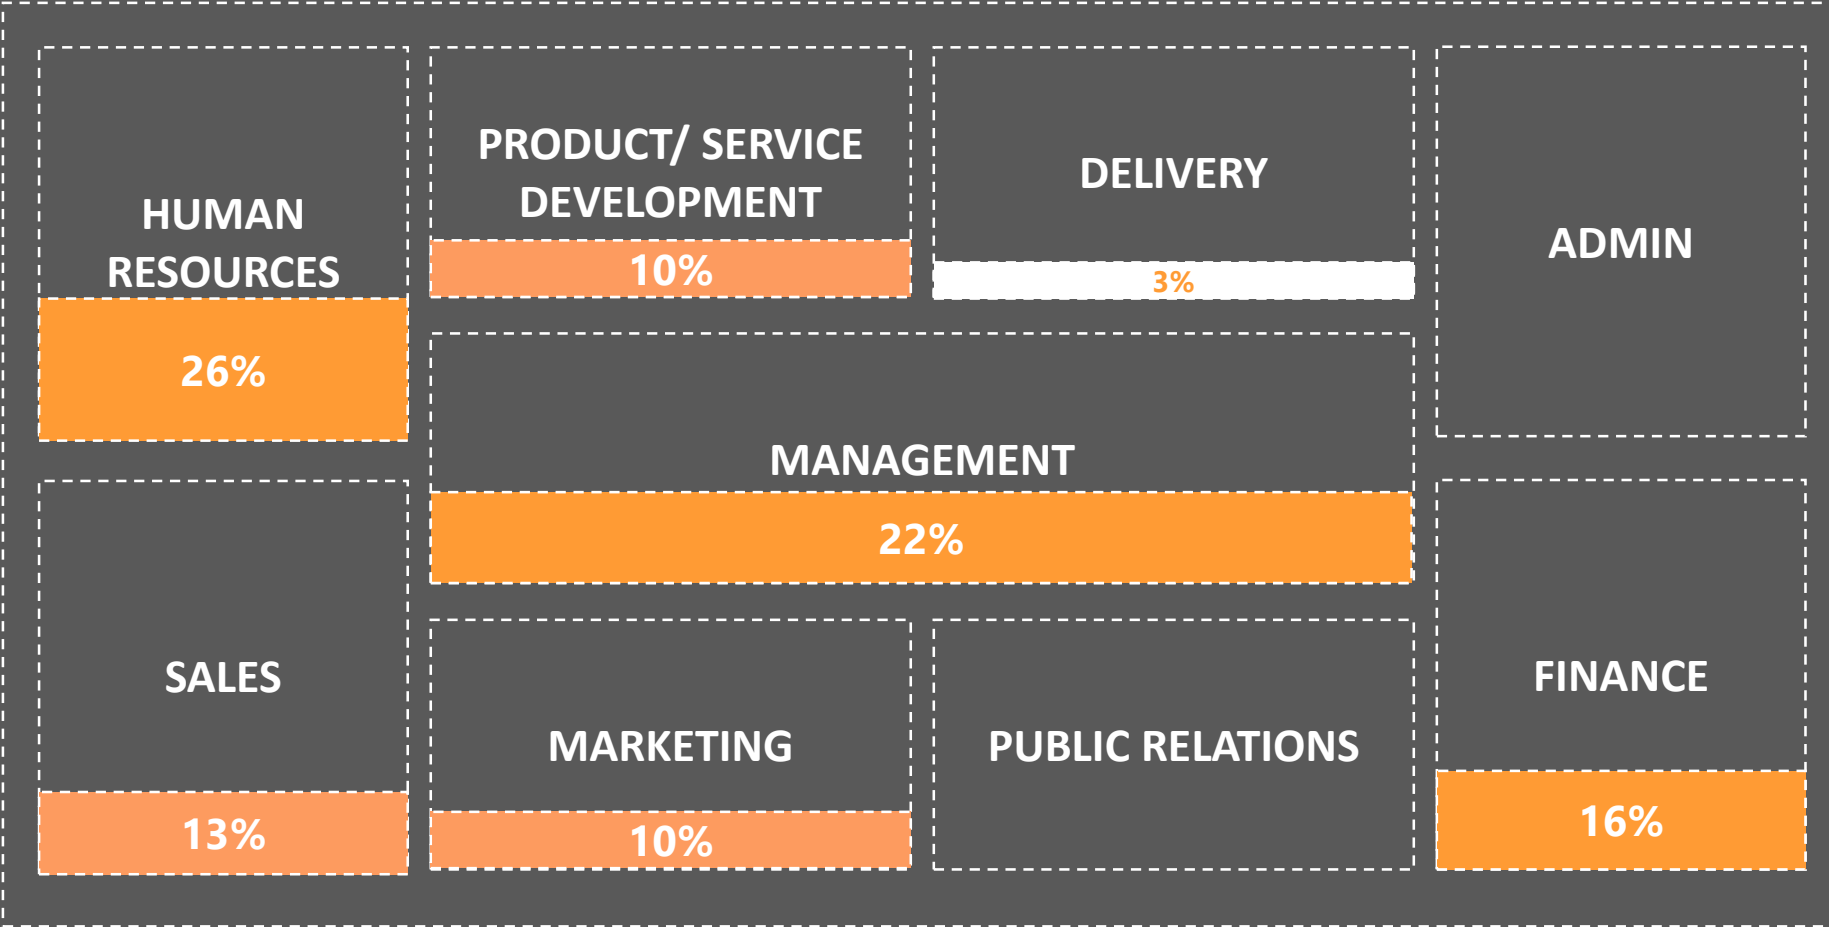 HUMAN
RESOURCES
26%
PRODUCT/ SERVICE
DEVELOPMENT
10%
DELIVERY
3%
ADMIN
MANAGEMENT
22%
SALES
13%
MARKETING
10%
PUBLIC RELATIONS
FINANCE
16%